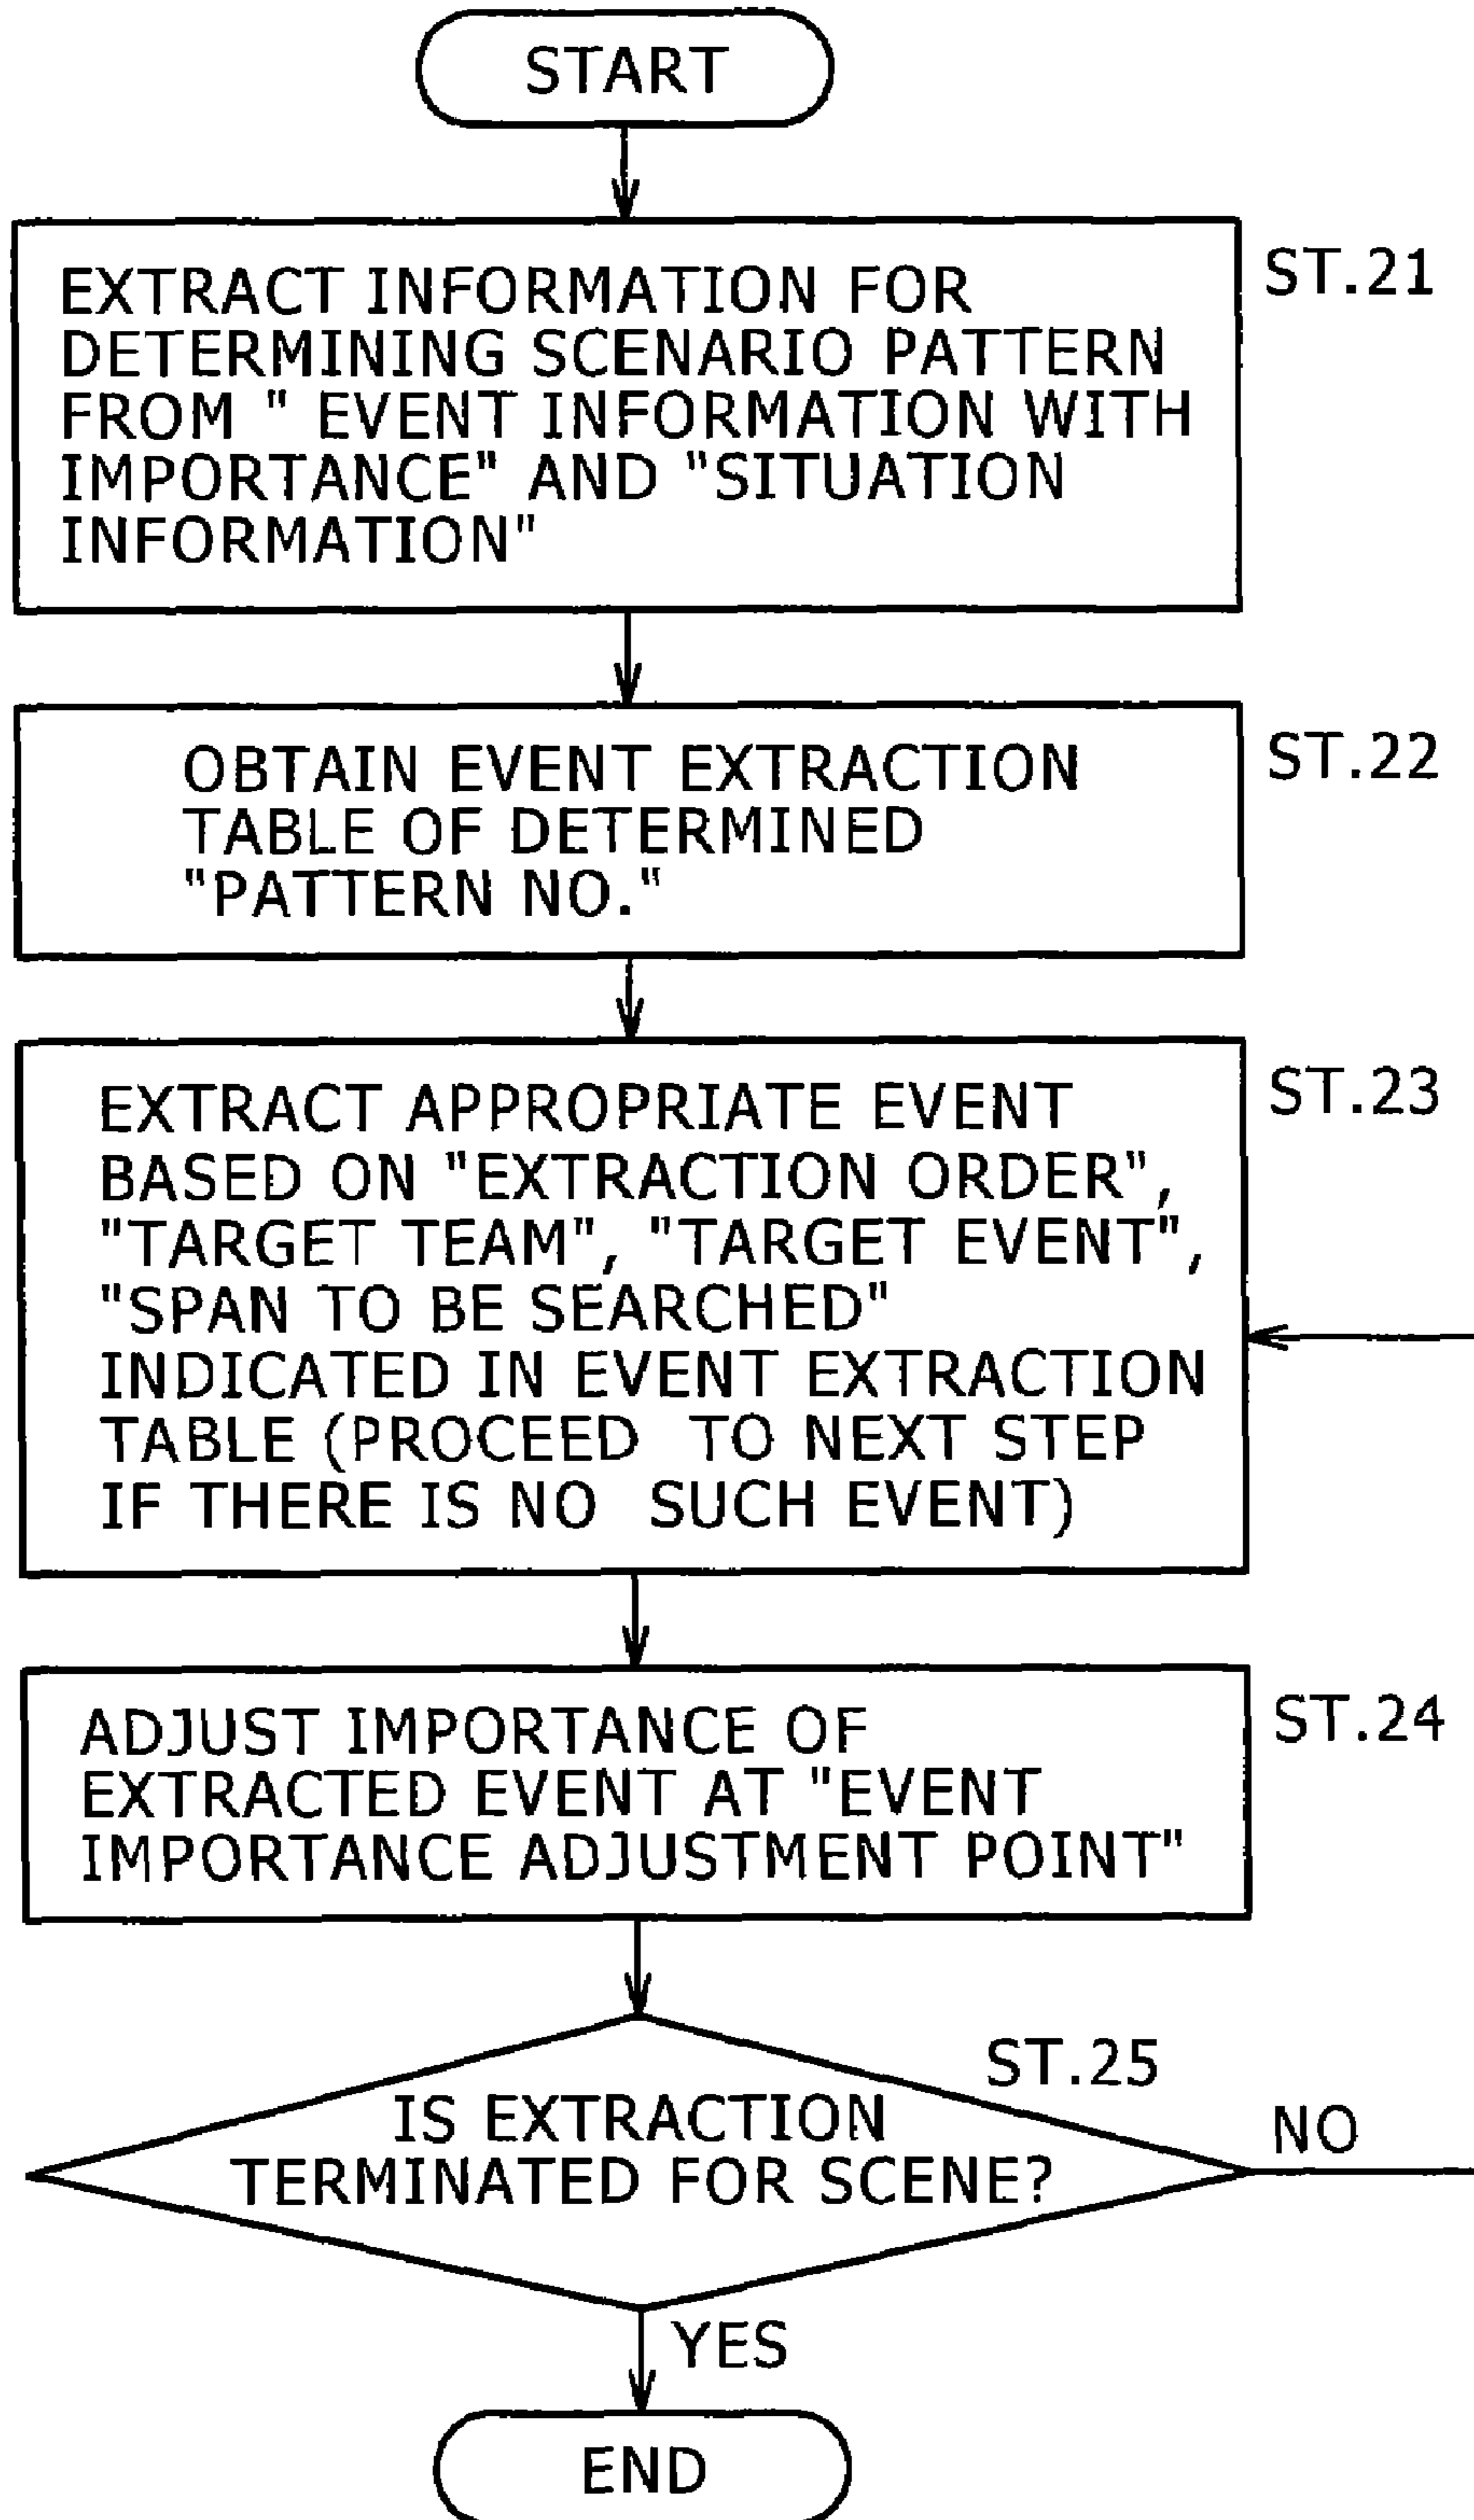 START
EXTRACT INFORMATION FOR
DETERMINING SCENARIO PATTERN
FROM " EVENT INFORMATION WITH
IMPORTANCE" AND "SITUATION
INFORMATION"
ST.21
OBTAIN EVENT EXTRACTION
TABLE OF DETERMINED
"PATTERN NO."
ST.22
EXTRACT APPROPRIATE EVENT
BASED ON "EXTRACTION ORDER",
"TARGET TEAM", "TARGET EVENT",
"SPAN TO BE SEARCHED"
INDICATED IN EVENT EXTRACTION
TABLE (PROCEED TO NEXT STEP
IF THERE IS NO SUCH EVENT)
ST.23
ADJUST IMPORTANCE OF
EXTRACTED EVENT AT "EVENT
IMPORTANCE ADJUSTMENT POINT"
ST.24
ST.25
IS EXTRACTION
TERMINATED FOR SCENE?
NO
YES
END